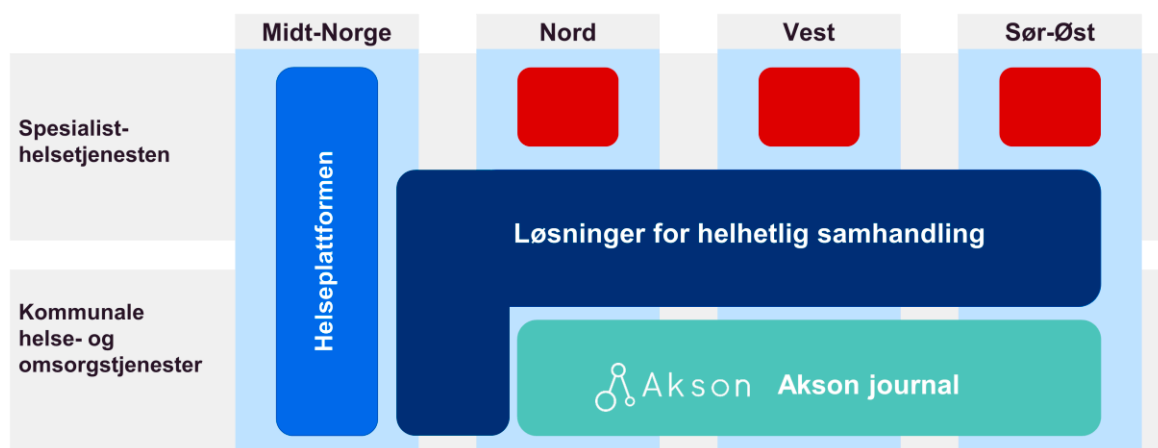 Midt-Norge
Nord
Vest
Sør-Øst
Spesialist-
helsetjenesten
Helseplattformen
Løsninger for helhetlig samhandling
Kommunale
helse- og
omsorgstjenester
Akson Akson journal